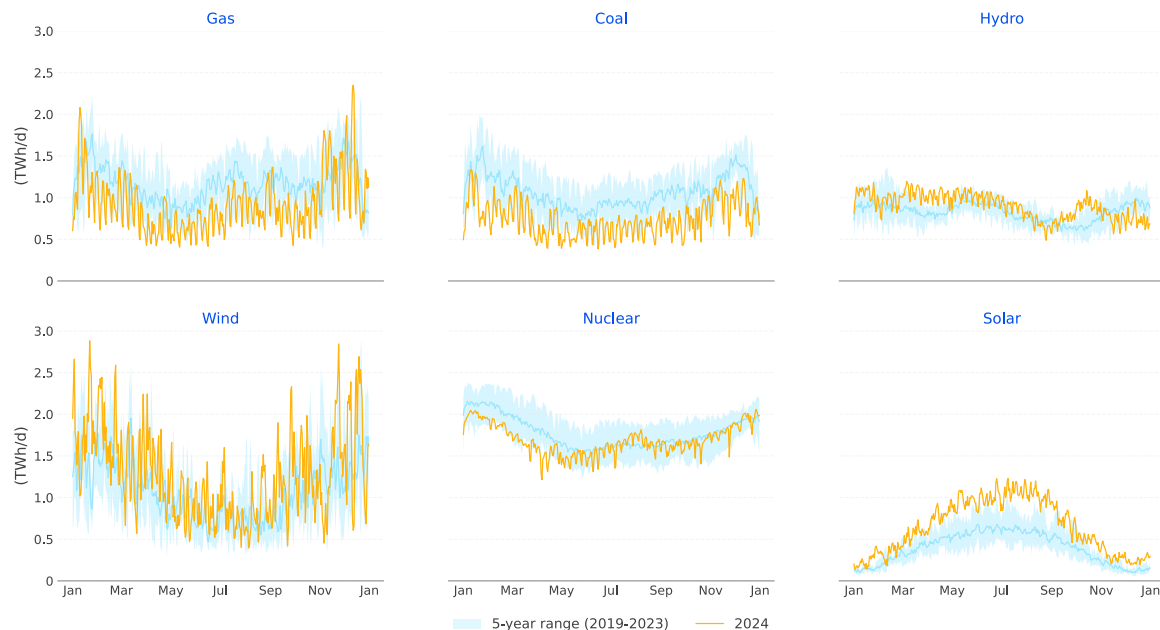 Gas
Coal
Hydro
3.0
2.5
2.0
1.5
1.0
0.5
0
(TWh/d)
Wind
Nuclear
Solar
3.0
2.5
2.0
1.5
1.0
0.5
0
(TWh/d)
Jan Mar May Jul Sep Nov Jan
Jan Mar May Jul Sep Nov Jan
Jan Mar May Jul Sep Nov Jan
5-year range (2019-2023) 2024